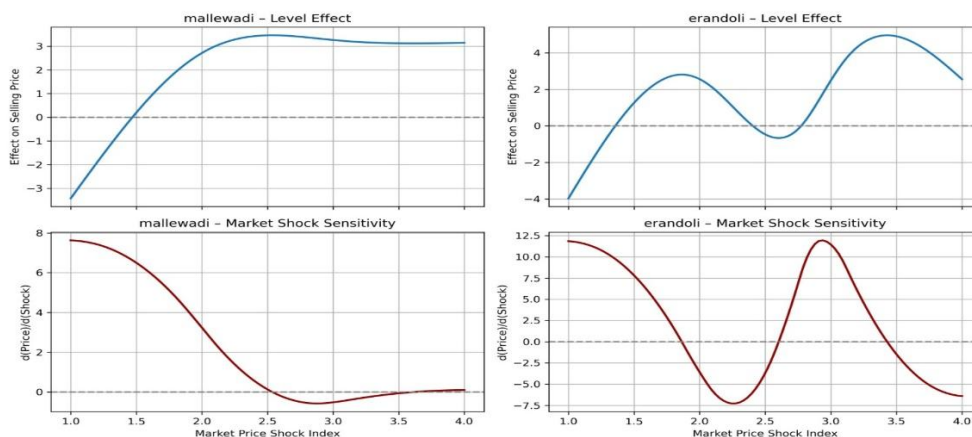 mallewadi – Level Effect
Effect on Selling Price
3
2
1
0
−1
−2
−3
erandoli – Level Effect
Effect on Selling Price
4
2
0
−2
−4
mallewadi – Market Shock Sensitivity
d(Price)/d(Shock)
8
6
4
2
0
1.0 1.5 2.0 2.5 3.0 3.5 4.0
Market Price Shock Index
erandoli – Market Shock Sensitivity
d(Price)/d(Shock)
12.5
10.0
7.5
5.0
2.5
0.0
−2.5
−5.0
−7.5
1.0 1.5 2.0 2.5 3.0 3.5 4.0
Market Price Shock Index